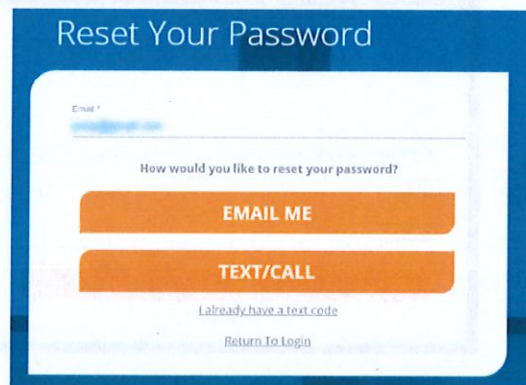 Reset Your Password
Email *
How would you like to reset your password?
EMAIL ME
TEXT/CALL
I already have a text code
Return To Login